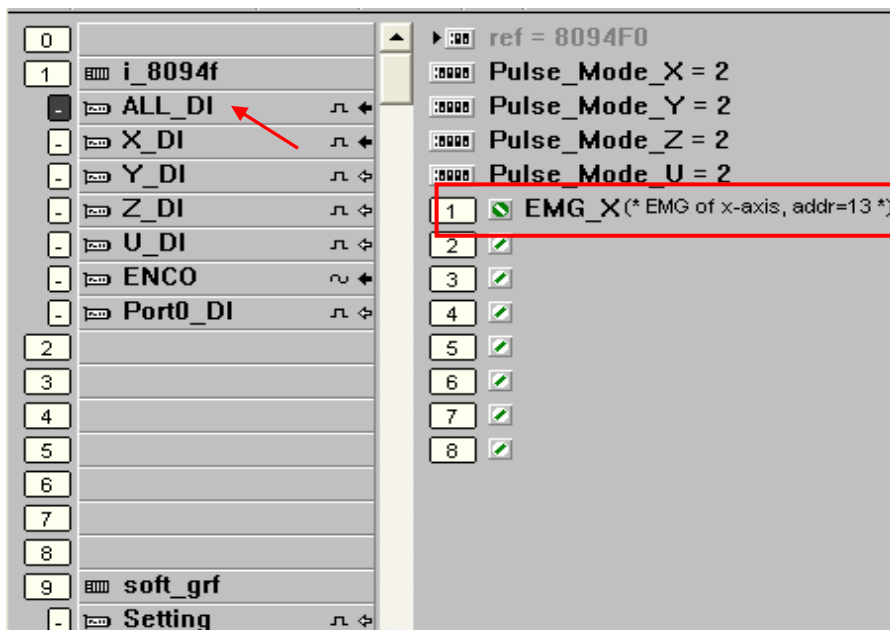 0
1 i_8094f
- ALL_DI
- X_DI
- Y_DI
- Z_DI
- U_DI
- ENCO
- Port0_DI
2
3
4
5
6
7
8
9 soft_grf
- Setting
ref = 8094F0
Pulse_Mode_X = 2
Pulse_Mode_Y = 2
Pulse_Mode_Z = 2
Pulse_Mode_U = 2
1 EMG_X (* EMG of x-axis, addr=13 *)
2
3
4
5
6
7
8